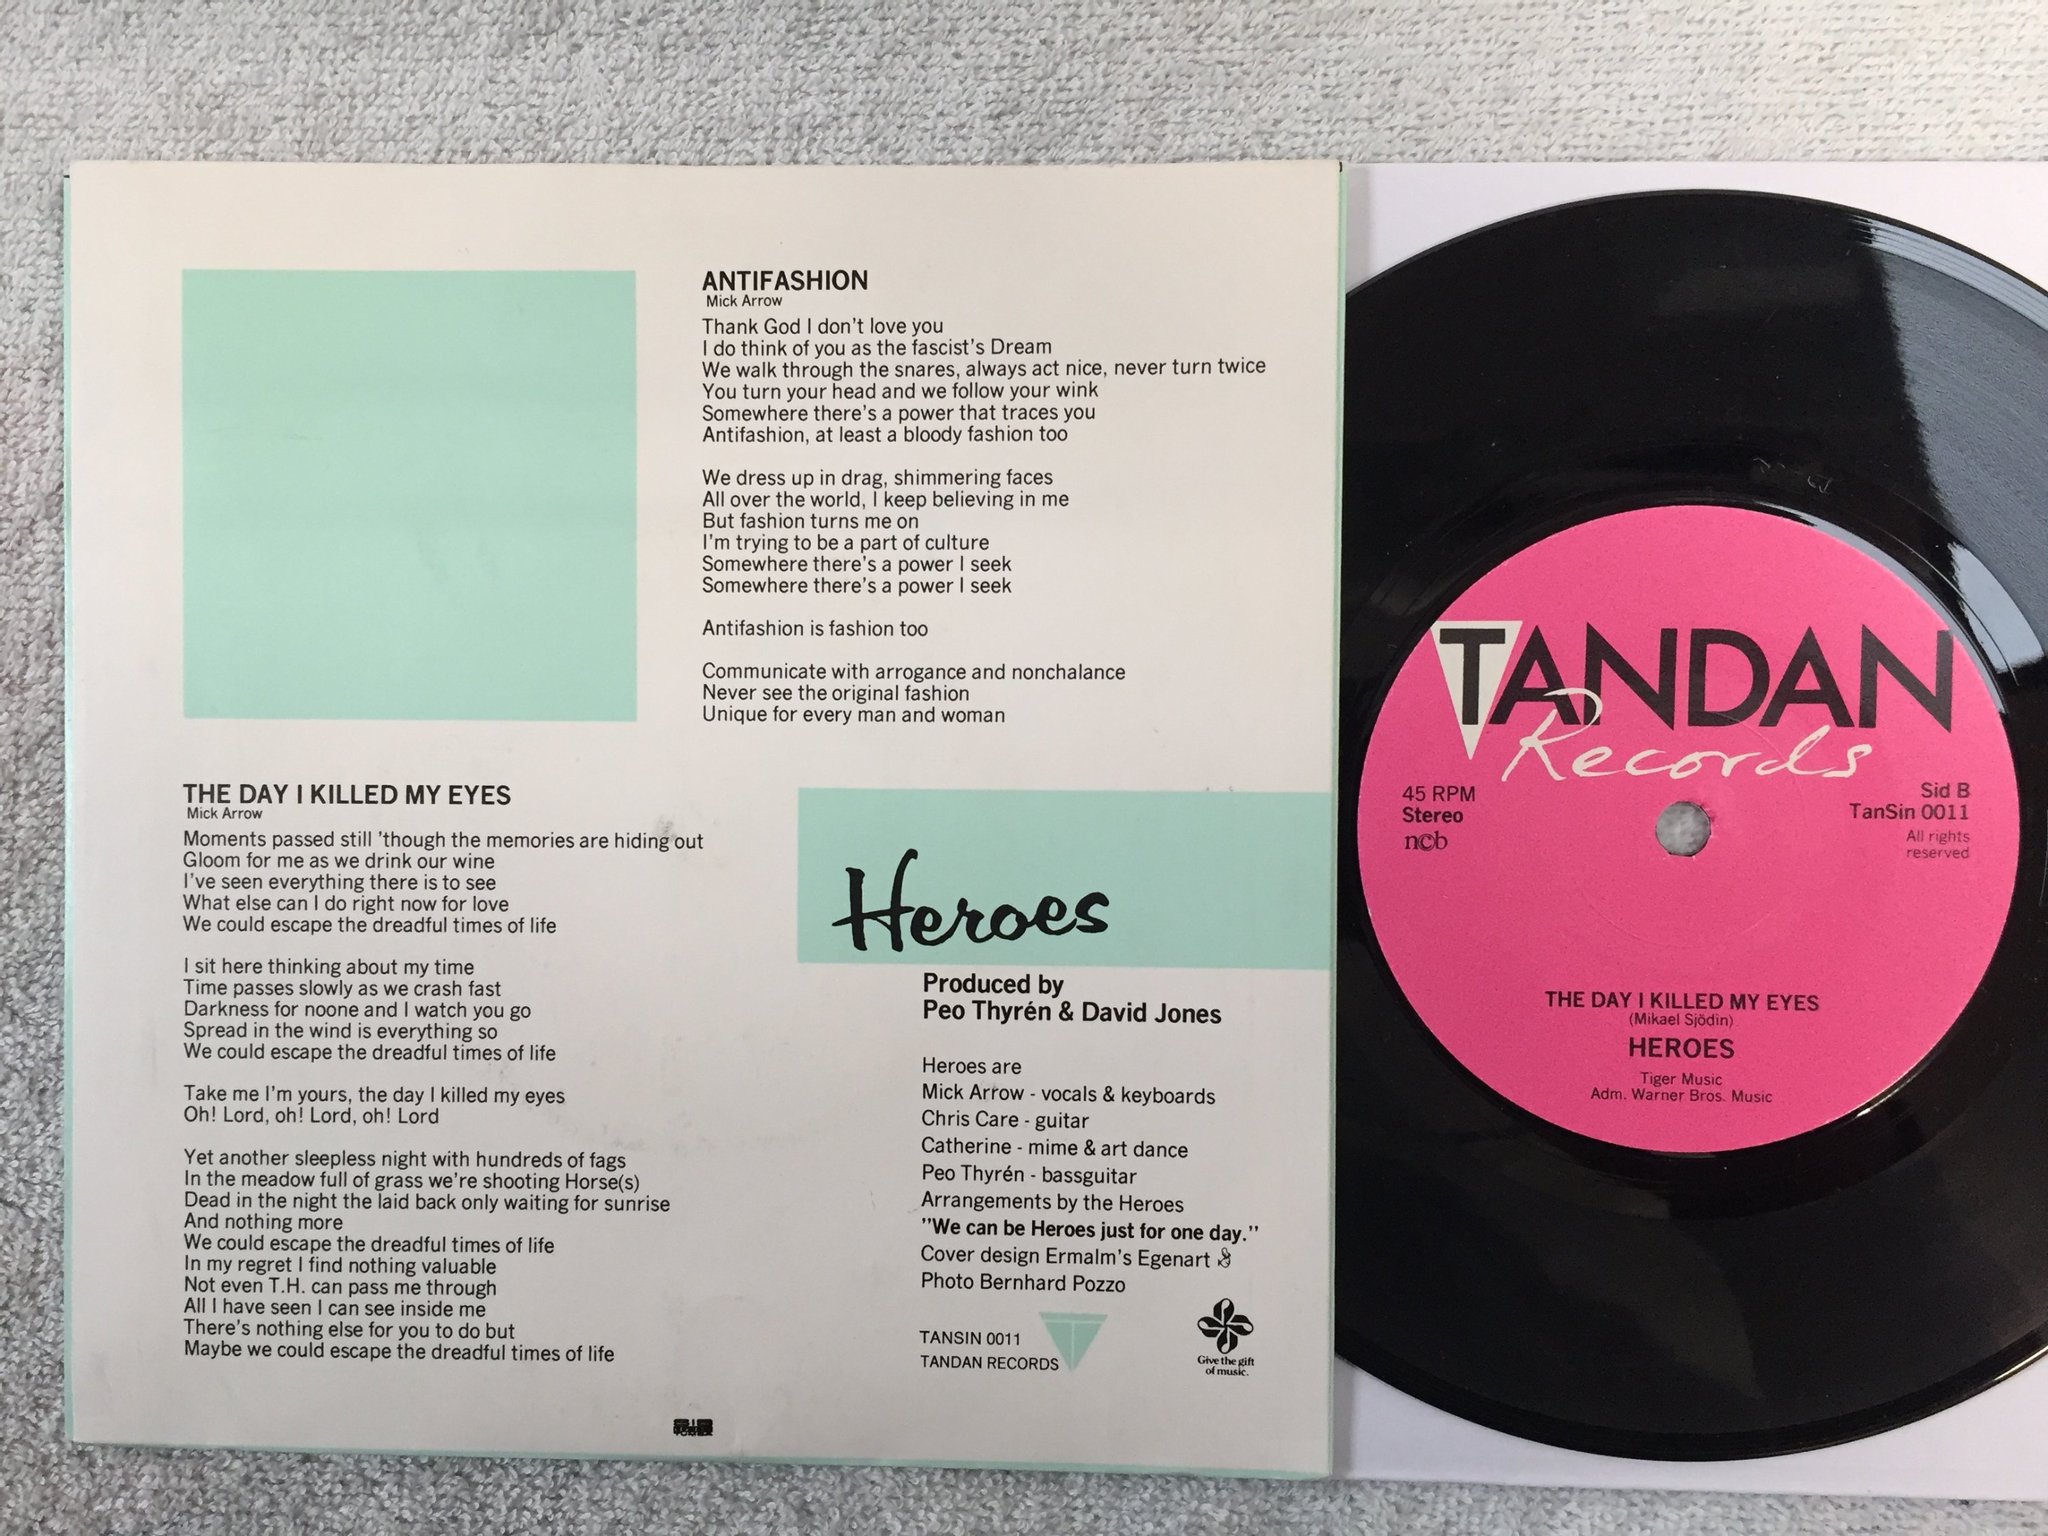 ANTIFASHION
Mick Arrow
Thank God I don't love you
I do think of you as the fascist's Dream
We walk through the snares, always act nice, never turn twice
You turn your head and we follow your wink
Somewhere there's a power that traces you
Antifashion, at least a bloody fashion too
We dress up in drag, shimmering faces
All over the world, I keep believing in me
But fashion turns me on
I'm trying to be a part of culture
Somewhere there's a power I seek
Somewhere there's a power I seek
Antifashion is fashion too
Communicate with arrogance and nonchalance
Never see the original fashion
Unique for every man and woman
THE DAY I KILLED MY EYES
Mick Arrow
Moments passed still 'though the memories are hiding out
Gloom for me as we drink our wine
I've seen everything there is to see
What else can I do right now for love
We could escape the dreadful times of life
I sit here thinking about my time
Time passes slowly as we crash fast
Darkness for noone and I watch you go
Spread in the wind is everything so
We could escape the dreadful times of life
Take me I'm yours, the day I killed my eyes
Oh! Lord, oh! Lord, oh! Lord
Yet another sleepless night with hundreds of fags
In the meadow full of grass we're shooting Horse(s)
Dead in the night the laid back only waiting for sunrise
And nothing more
We could escape the dreadful times of life
In my regret I find nothing valuable
Not even T.H. can pass me through
All I have seen I can see inside me
There's nothing else for you to do but
Maybe we could escape the dreadful times of life
Heroes
Produced by
Peo Thyrén & David Jones
Heroes are
Mick Arrow - vocals & keyboards
Chris Care - guitar
Catherine - mime & art dance
Peo Thyrén - bassguitar
Arrangements by the Heroes
"We can be Heroes just for one day."
Cover design Ermalm's Egenart
Photo Bernhard Pozzo
TANSIN 0011
TANDAN RECORDS
T
Give the gift
of music.
TANDAN
Records
45 RPM
Stereo
n©b
Sid B
TanSin 0011
All rights
reserved
THE DAY I KILLED MY EYES
(Mikael Sjödin)
HEROES
Tiger Music
Adm. Warner Bros. Music